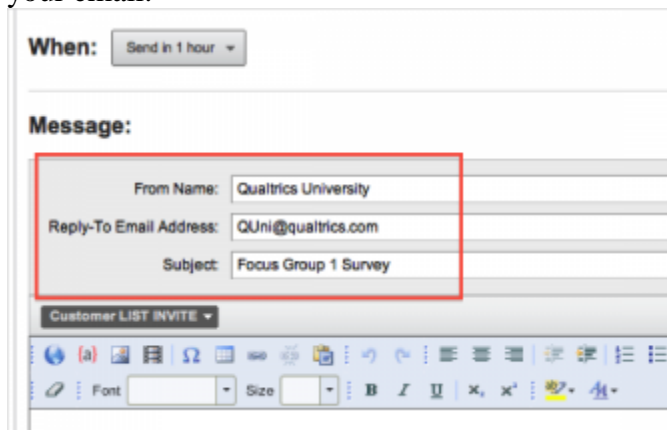 your email.
When: Send in 1 hour
Message:
From Name: Qualtrics University
Reply-To Email Address: QUni@qualtrics.com
Subject: Focus Group 1 Survey
Customer LIST INVITE
{a} Ω
Font Size B I U x, x'